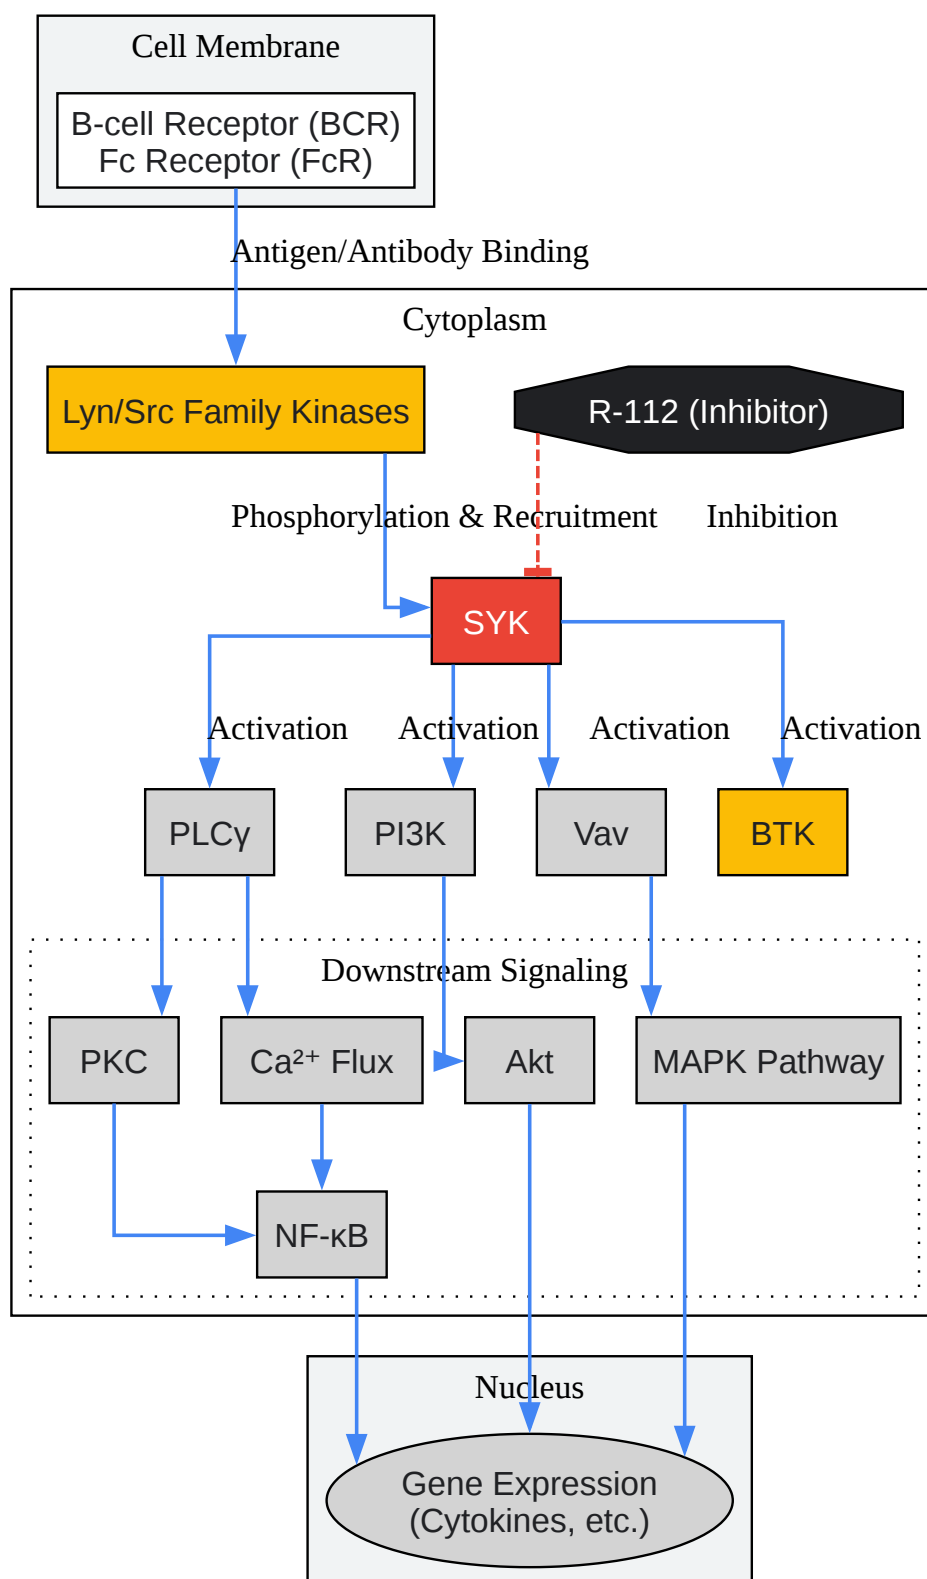 Cell Membrane
B-cell Receptor (BCR)
Fc Receptor (FcR)
Antigen/Antibody Binding
Cytoplasm
Lyn/Src Family Kinases
R-112 (Inhibitor)
Phosphorylation & Recruitment
Inhibition
SYK
Activation
Activation
Activation
Activation
PLCγ
PI3K
Vav
BTK
Downstream Signaling
PKC
Ca²⁺ Flux
Akt
MAPK Pathway
NF-κB
Nucleus
Gene Expression
(Cytokines, etc.)